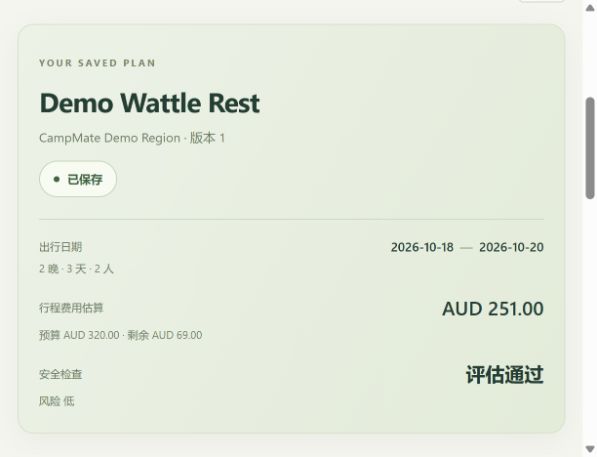 YOUR SAVED PLAN
Demo Wattle Rest
CampMate Demo Region · 版本 1
已保存
出行日期
2026-10-18 — 2026-10-20
2 晚 · 3 天 · 2 人
行程费用估算
AUD 251.00
预算 AUD 320.00 · 剩余 AUD 69.00
安全检查
评估通过
风险 低